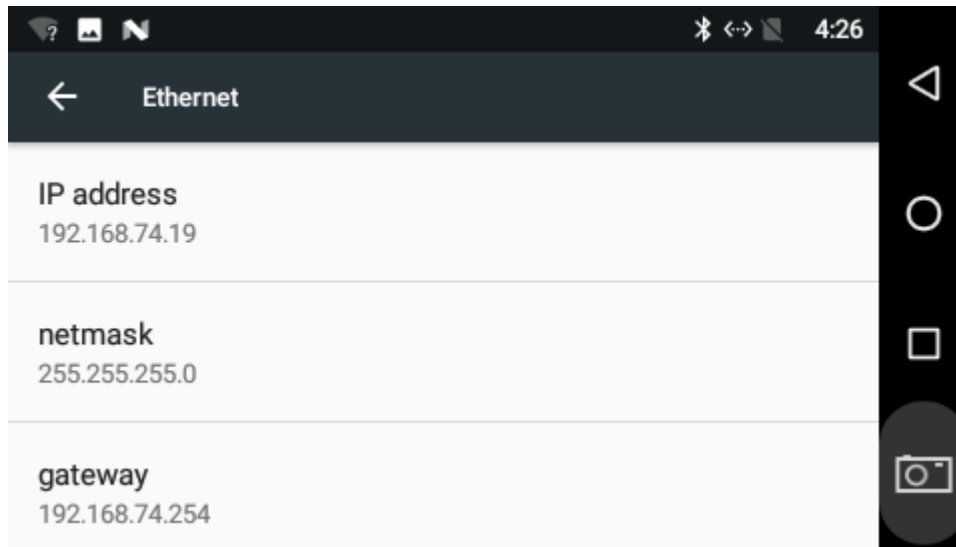 4:26
Ethernet
IP address
192.168.74.19
netmask
255.255.255.0
gateway
192.168.74.254